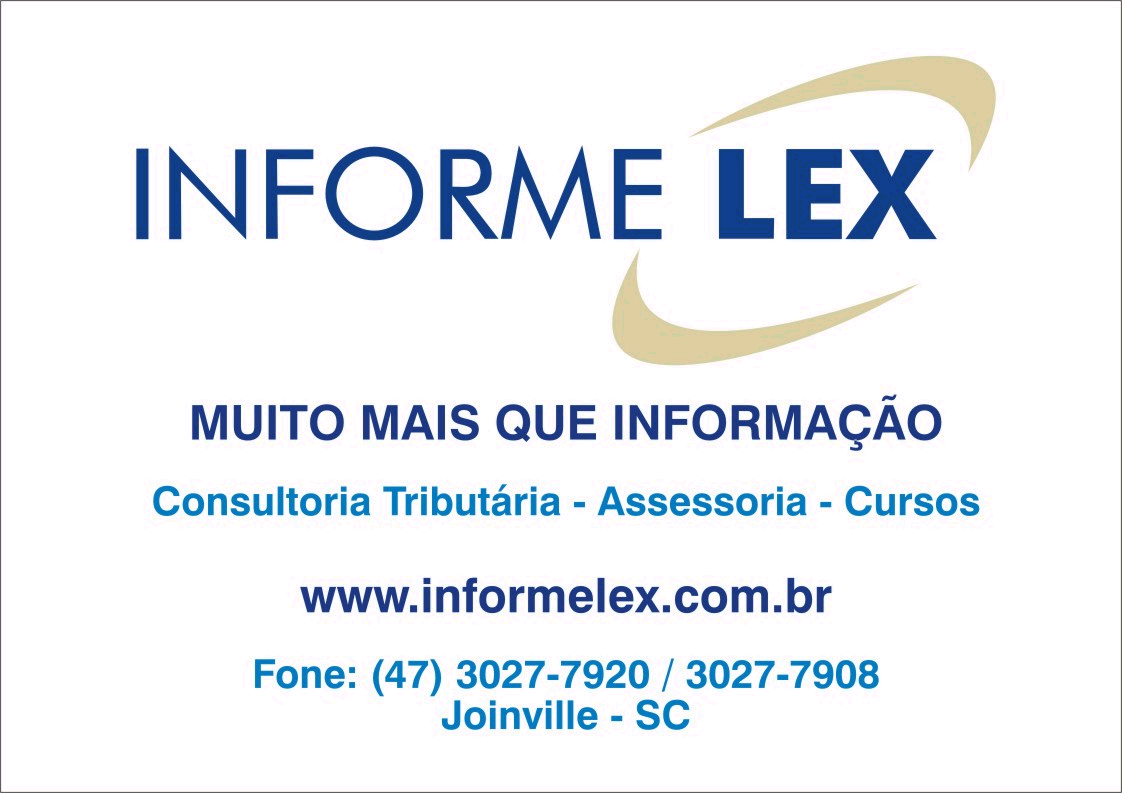 INFORME LEX
MUITO MAIS QUE INFORMAÇÃO
Consultoria Tributária - Assessoria - Cursos
www.informelex.com.br
Fone: (47) 3027-7920 / 3027-7908
Joinville - SC